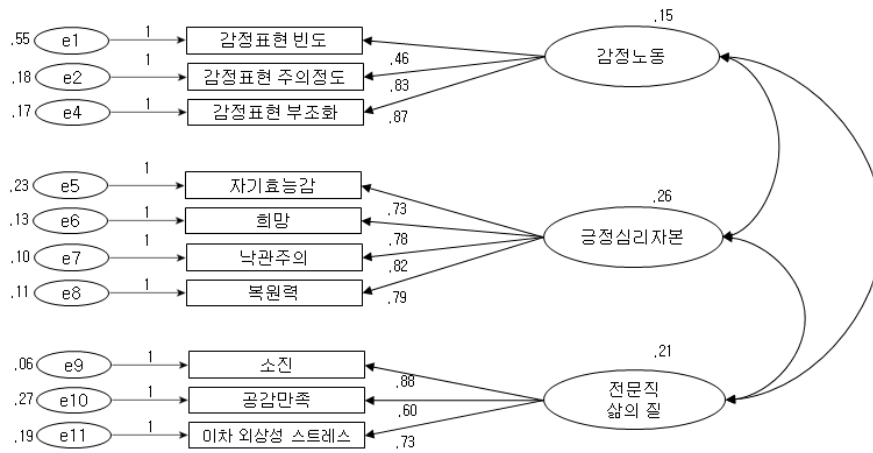 .15
.55 e1 1 감정표현 빈도
.46
감정노동
.18 e2 1 감정표현 주의정도
.83
.17 e4 1 감정표현 부조화
.87
.23 e5 1 자기효능감
.73
.26
.13 e6 1 희망
.78
긍정심리자본
.10 e7 1 낙관주의
.82
.11 e8 1 복원력
.79
.21
.06 e9 1 소진
.88
전문직
삶의 질
.27 e10 1 공감만족
.60
.19 e11 1 이차 외상성 스트레스
.73